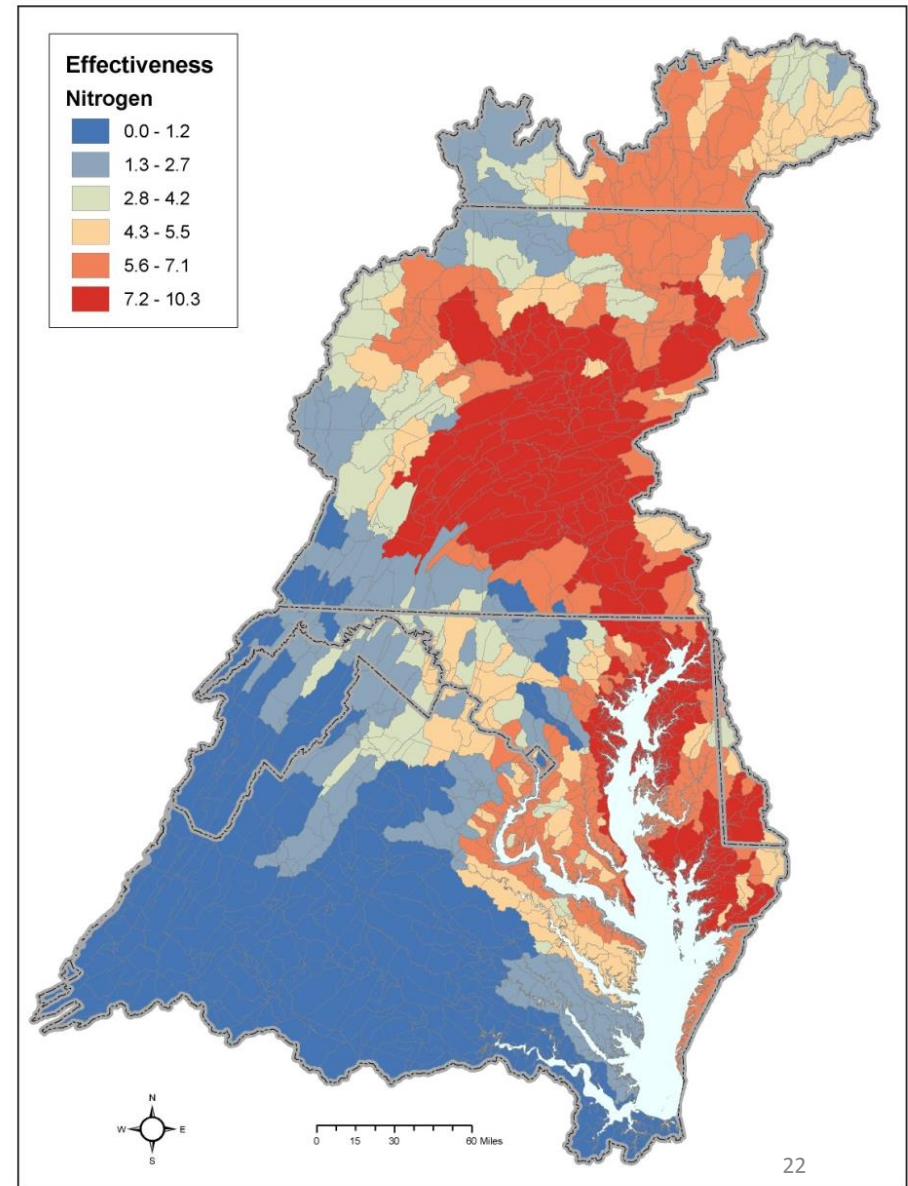 Effectiveness
Nitrogen
0.0 - 1.2
1.3 - 2.7
2.8 - 4.2
4.3 - 5.5
5.6 - 7.1
7.2 - 10.3
N
W E
S
0 15 30 60 Miles
22